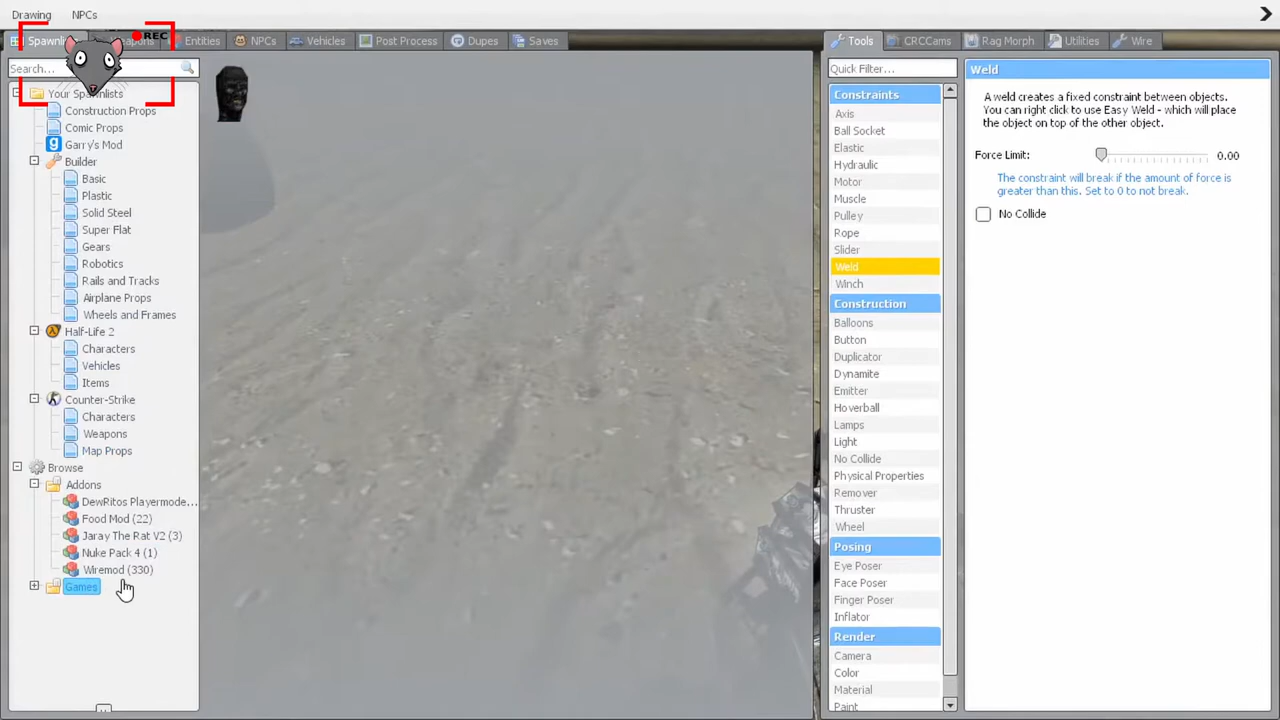 Drawing NPCs
REC
Spawnli
apons
Entities
NPCs
Vehicles
Post Process
Dupes
Saves
Search...
Your Spawnlists
Construction Props
Comic Props
Garry's Mod
Builder
Basic
Plastic
Solid Steel
Super Flat
Gears
Robotics
Rails and Tracks
Airplane Props
Wheels and Frames
Half-Life 2
Characters
Vehicles
Items
Counter-Strike
Characters
Weapons
Map Props
Browse
Addons
DewRitos Playermode...
Food Mod (22)
Jaray The Rat V2 (3)
Nuke Pack 4 (1)
Wiremod (330)
Games
Tools
CRCCams
Rag Morph
Utilities
Wire
Quick Filter...
Constraints
Axis
Ball Socket
Elastic
Hydraulic
Motor
Muscle
Pulley
Rope
Slider
Weld
Winch
Construction
Balloons
Button
Duplicator
Dynamite
Emitter
Hoverball
Lamps
Light
No Collide
Physical Properties
Remover
Thruster
Wheel
Posing
Eye Poser
Face Poser
Finger Poser
Inflator
Render
Camera
Color
Material
Paint
Weld
A weld creates a fixed constraint between objects.
You can right click to use Easy Weld - which will place
the object on top of the other object.
Force Limit: 0.00
The constraint will break if the amount of force is
greater than this. Set to 0 to not break.
No Collide